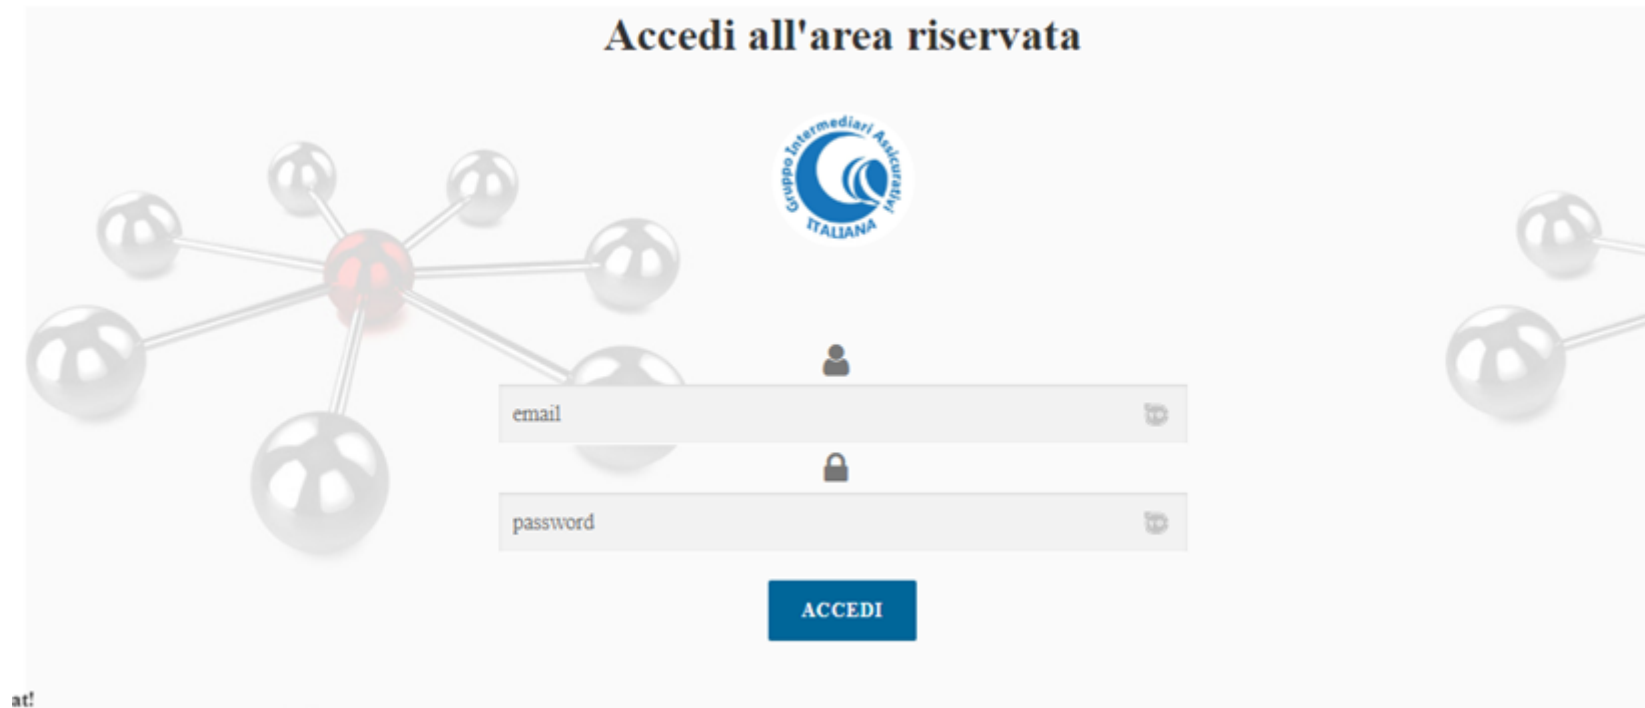 Accedi all'area riservata
Gruppo Intermediari Assicurativi
ITALIANA
email
password
ACCEDI
at!